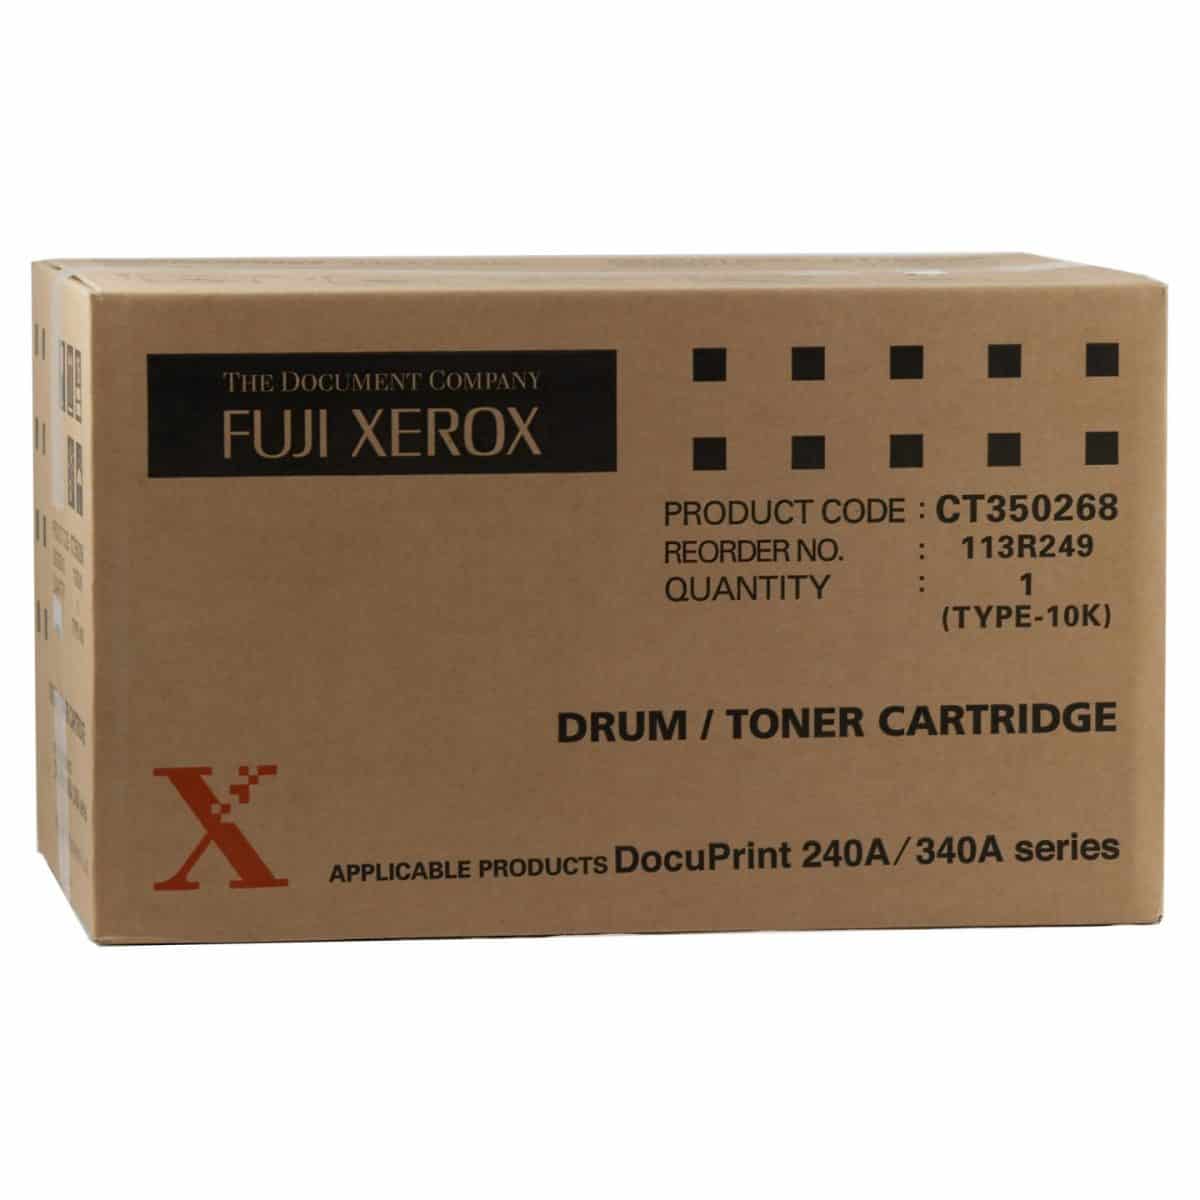 THE DOCUMENT COMPANY
FUJI XEROX
PRODUCT CODE : CT350268
REORDER NO. : 113R249
QUANTITY : 1
(TYPE-10K)
DRUM / TONER CARTRIDGE
X
APPLICABLE PRODUCTS DocuPrint 240A/340A series